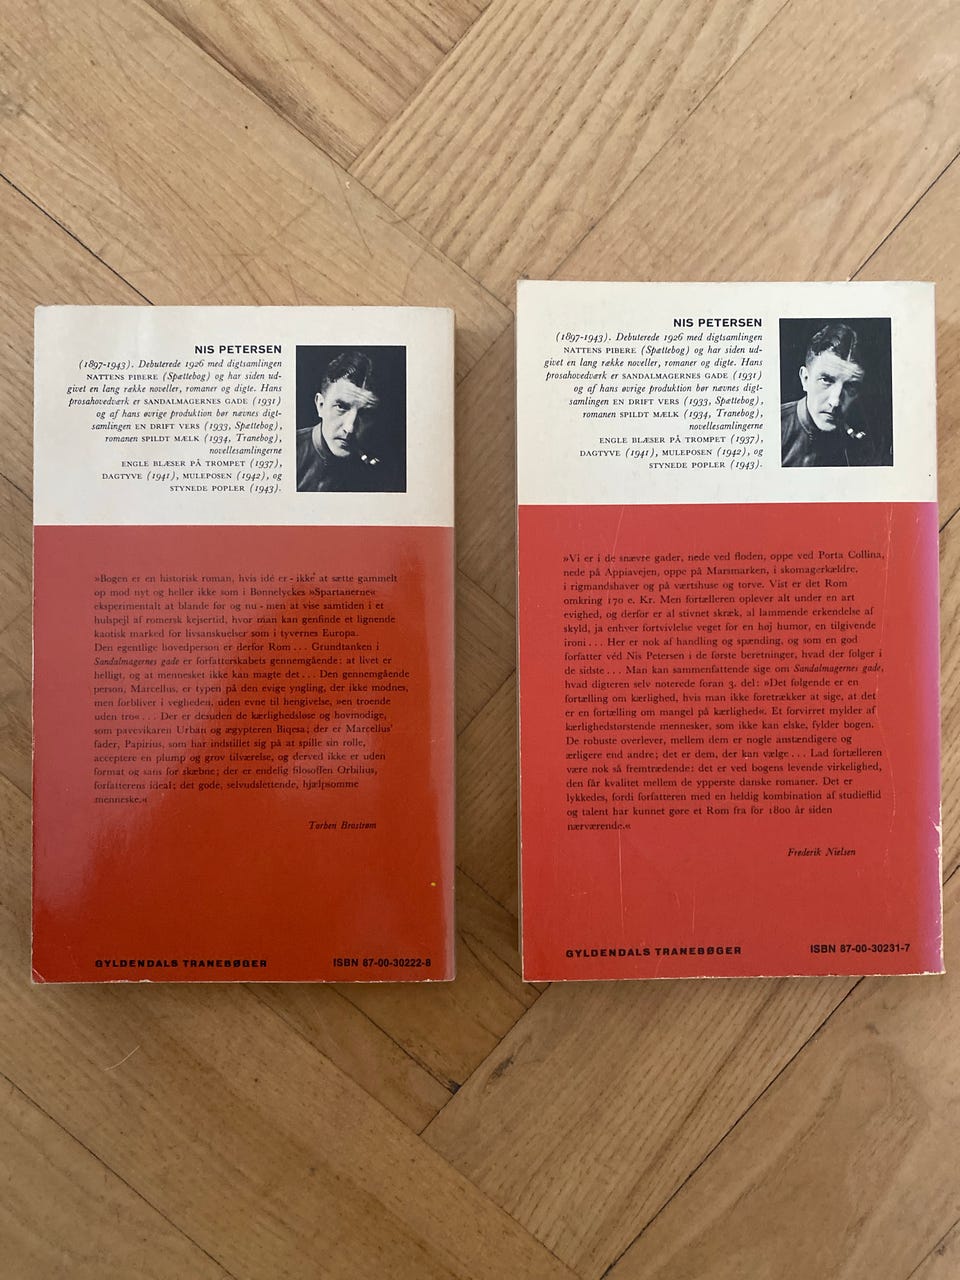 NIS PETERSEN
(1897-1943). Debuterede 1926 med digtsamlingen
NATTENS PIBERE (Spættebog) og har siden ud-
givet en lang række noveller, romaner og digte. Hans
prosahovedværk er SANDALMAGERNES GADE (1931)
og af hans øvrige produktion bør nævnes digt-
samlingen EN DRIFT VERS (1933, Spættebog),
romanen SPILDT MÆLK (1934, Tranebog),
novellesamlingerne
ENGLE BLÆSER PÅ TROMPET (1937),
DAGTYVE (1941), MULEPOSEN (1942), og
STYNEDE POPLER (1943).
»Bogen er en historisk roman, hvis idé er - ikke at sætte gammelt
op mod nyt og heller ikke som i Bønnelyckes »Spartanerne«
eksperimentalt at blande før og nu - men at vise samtiden i et
hulspejl af romersk kejsertid, hvor man kan genfinde et lignende
kaotisk marked for livsanskuelser som i tyvernes Europa.
Den egentlige hovedperson er derfor Rom ... Grundtanken i
Sandalmagernes gade er forfatterskabets gennemgående: at livet er
helligt, og at mennesket ikke kan magte det ... Den gennemgående
person, Marcellus, er typen på den evige yngling, der ikke modnes,
men forbliver i vegheden, uden evne til hengivelse, »en troende
uden tro« ... Der er desuden de kærlighedsløse og hovmodige,
som pavevikaren Urban og ægypteren Biqesa; der er Marcellus'
fader, Papirius, som har indstillet sig på at spille sin rolle,
acceptere en plump og grov tilværelse, og derved ikke er uden
format og sans for skæbne; der er endelig filosoffen Orbilius,
forfatterens ideal; det gode, selvudslettende, hjælpsomme
menneske.«
Torben Brostrøm
GYLDENDALS TRANEBØGER
ISBN 87-00-30222-8
NIS PETERSEN
(1897-1943). Debuterede 1926 med digtsamlingen
NATTENS PIBERE (Spættebog) og har siden ud-
givet en lang række noveller, romaner og digte. Hans
prosahovedværk er SANDALMAGERNES GADE (1931)
og af hans øvrige produktion bør nævnes digt-
samlingen EN DRIFT VERS (1933, Spættebog),
romanen SPILDT MÆLK (1934, Tranebog),
novellesamlingerne
ENGLE BLÆSER PÅ TROMPET (1937),
DAGTYVE (1941), MULEPOSEN (1942), og
STYNEDE POPLER (1943).
»Vi er i de snævre gader, nede ved floden, oppe ved Porta Collina,
nede på Appiavejen, oppe på Marsmarken, i skomagerkældre,
i rigmandshaver og på værtshuse og torve. Vist er det Rom
omkring 170 e. Kr. Men fortælleren oplever alt under en art
evighed, og derfor er al stivnet skræk, al lammende erkendelse af
skyld, ja enhver fortvivlelse veget for en høj humor, en tilgivende
ironi ... Her er nok af handling og spænding, og som en god
forfatter véd Nis Petersen i de første beretninger, hvad der følger i
de sidste ... Man kan sammenfattende sige om Sandalmagernes gade,
hvad digteren selv noterede foran 3. del: »Det følgende er en
fortælling om kærlighed, hvis man ikke foretrækker at sige, at det
er en fortælling om mangel på kærlighed«. Et forvirret mylder af
kærlighedstørstende mennesker, som ikke kan elske, fylder bogen.
De robuste overlever, mellem dem er nogle anstændigere og
ærligere end andre; det er dem, der kan vælge ... Lad fortælleren
være nok så fremtrædende: det er ved bogens levende virkelighed,
den får kvalitet mellem de ypperste danske romaner. Det er
lykkedes, fordi forfatteren med en heldig kombination af studieflid
og talent har kunnet gøre et Rom fra for 1800 år siden
nærværende.«
Frederik Nielsen
GYLDENDALS TRANEBØGER
ISBN 87-00-30231-7